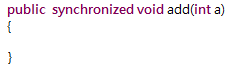 public  synchronized void add(int a)
{
}